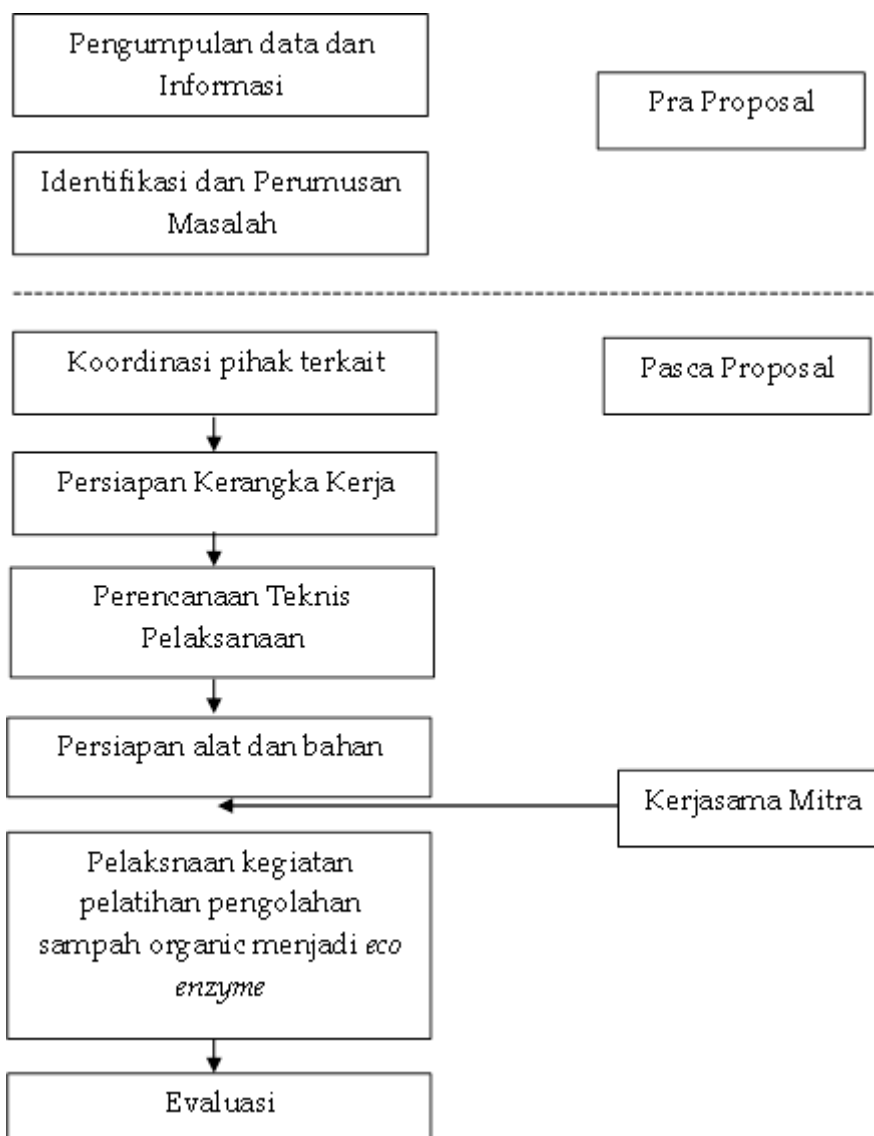 Pengumpulan data dan
Informasi
Pra Proposal
Identifikasi dan Perumusan
Masalah
Koordinasi pihak terkait
Pasca Proposal
Persiapan Kerangka Kerja
Perencanaan Teknis
Pelaksanaan
Persiapan alat dan bahan
Kerjasama Mitra
Pelaksnaan kegiatan
pelatihan pengolahan
sampah organic menjadi eco
enzyme
Evaluasi